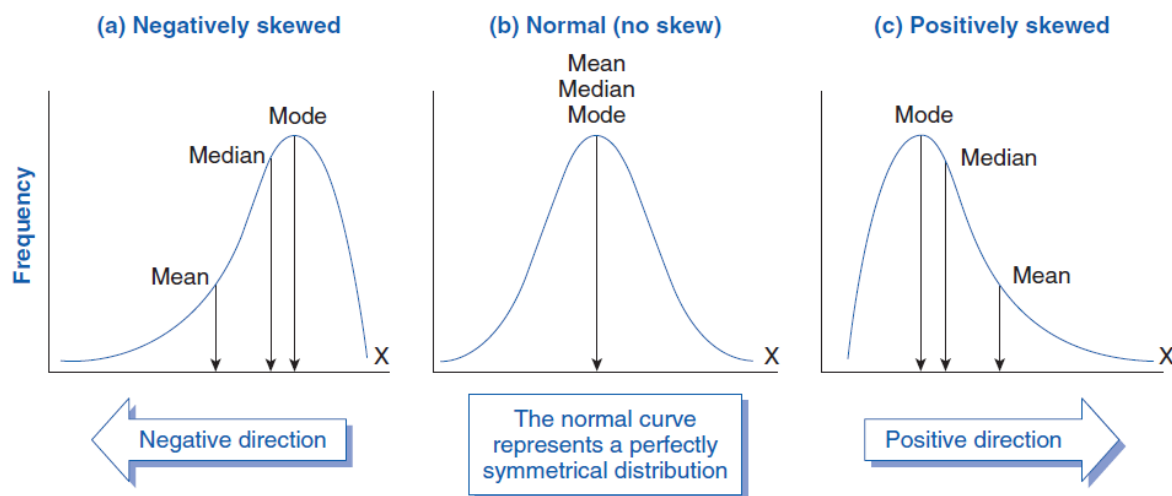 (a) Negatively skewed
(b) Normal (no skew)
(c) Positively skewed
Frequency
Mode
Median
Mean
X
Mean
Median
Mode
X
Mode
Median
Mean
X
Negative direction
The normal curve
represents a perfectly
symmetrical distribution
Positive direction